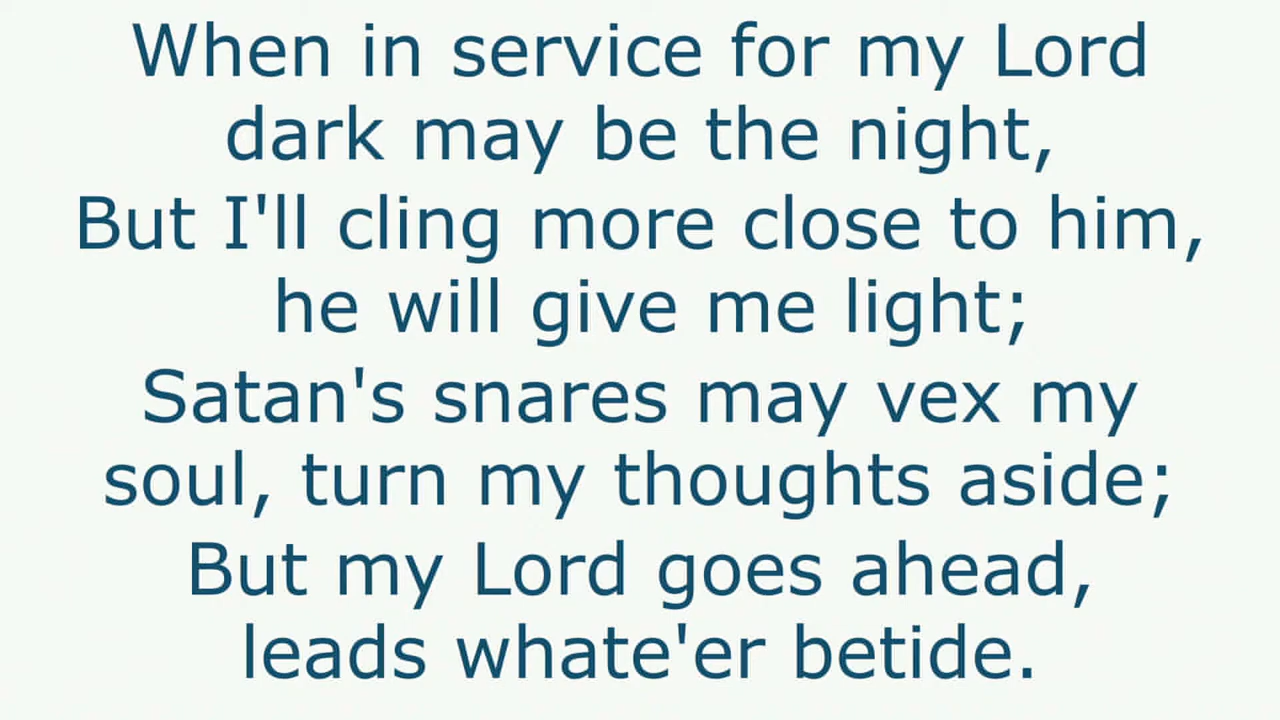 When in service for my Lord
dark may be the night,
But I'll cling more close to him,
he will give me light;
Satan's snares may vex my
soul, turn my thoughts aside;
But my Lord goes ahead,
leads whate'er betide.